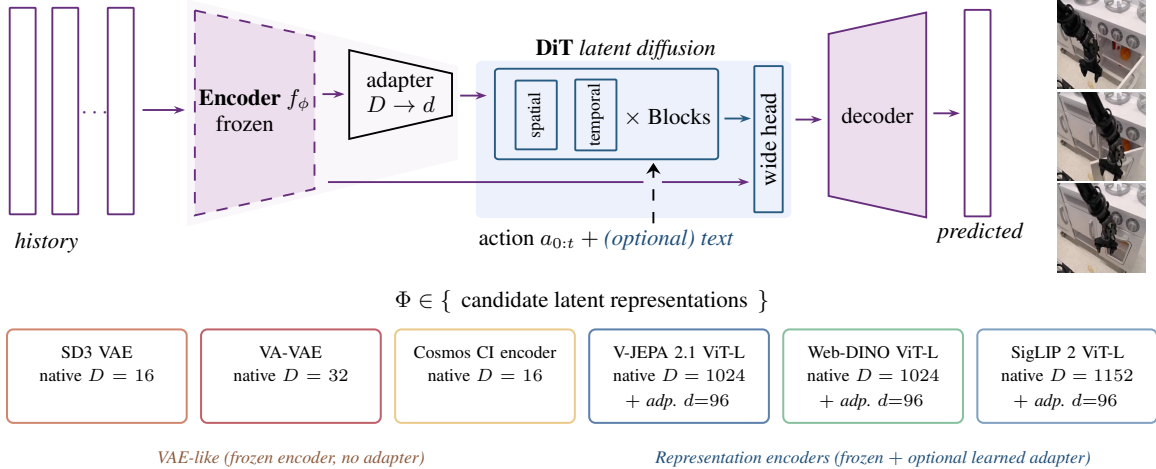 DiT latent diffusion
Encoder f_ϕ
frozen
adapter
D → d
spatial
temporal
× Blocks
wide head
decoder
. . .
history
action a_{0:t} + (optional) text
predicted
Φ ∈ { candidate latent representations }
SD3 VAE
native D = 16
VA-VAE
native D = 32
Cosmos CI encoder
native D = 16
V-JEPA 2.1 ViT-L
native D = 1024
+ adp. d=96
Web-DINO ViT-L
native D = 1024
+ adp. d=96
SigLIP 2 ViT-L
native D = 1152
+ adp. d=96
VAE-like (frozen encoder, no adapter)
Representation encoders (frozen + optional learned adapter)